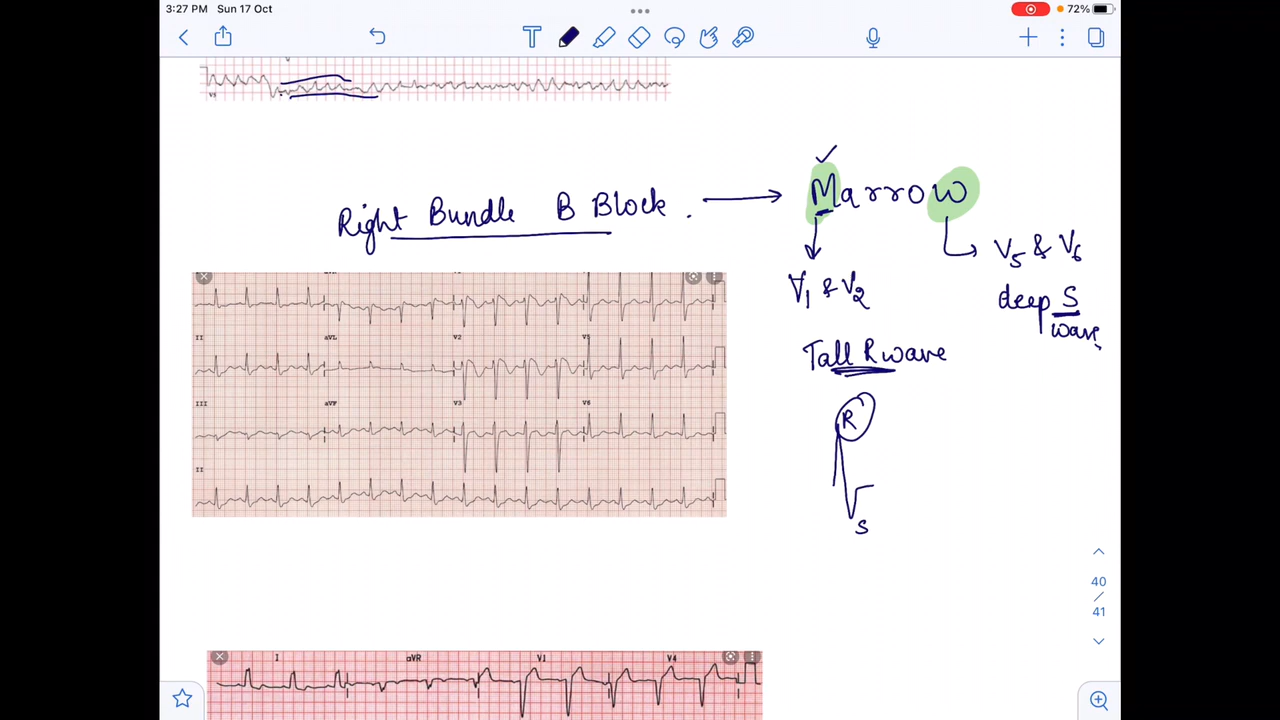 3:27 PM Sun 17 Oct
72%
V5
Right Bundle B Block .
Marrow
V1 & V2
Tall R wave
R
S
V5 & V6
deep S
wave
II
aVL
V2
V5
III
aVF
V3
V6
II
40
/
41
I
aVR
V1
V4